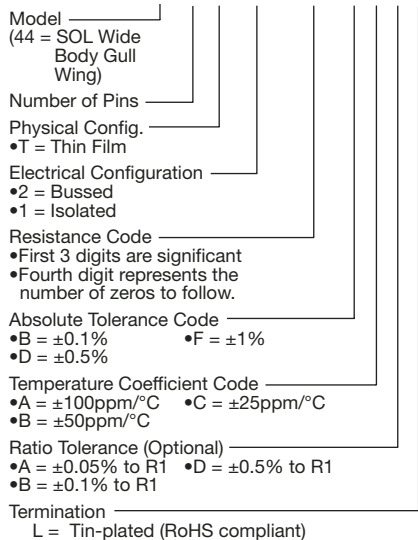 Model
(44 = SOL Wide
Body Gull
Wing)
Number of Pins
Physical Config.
•T = Thin Film
Electrical Configuration
•2 = Bussed
•1 = Isolated
Resistance Code
•First 3 digits are significant
•Fourth digit represents the
number of zeros to follow.
Absolute Tolerance Code
•B = ±0.1% •F = ±1%
•D = ±0.5%
Temperature Coefficient Code
•A = ±100ppm/°C •C = ±25ppm/°C
•B = ±50ppm/°C
Ratio Tolerance (Optional)
•A = ±0.05% to R1 •D = ±0.5% to R1
•B = ±0.1% to R1
Termination
L = Tin-plated (RoHS compliant)